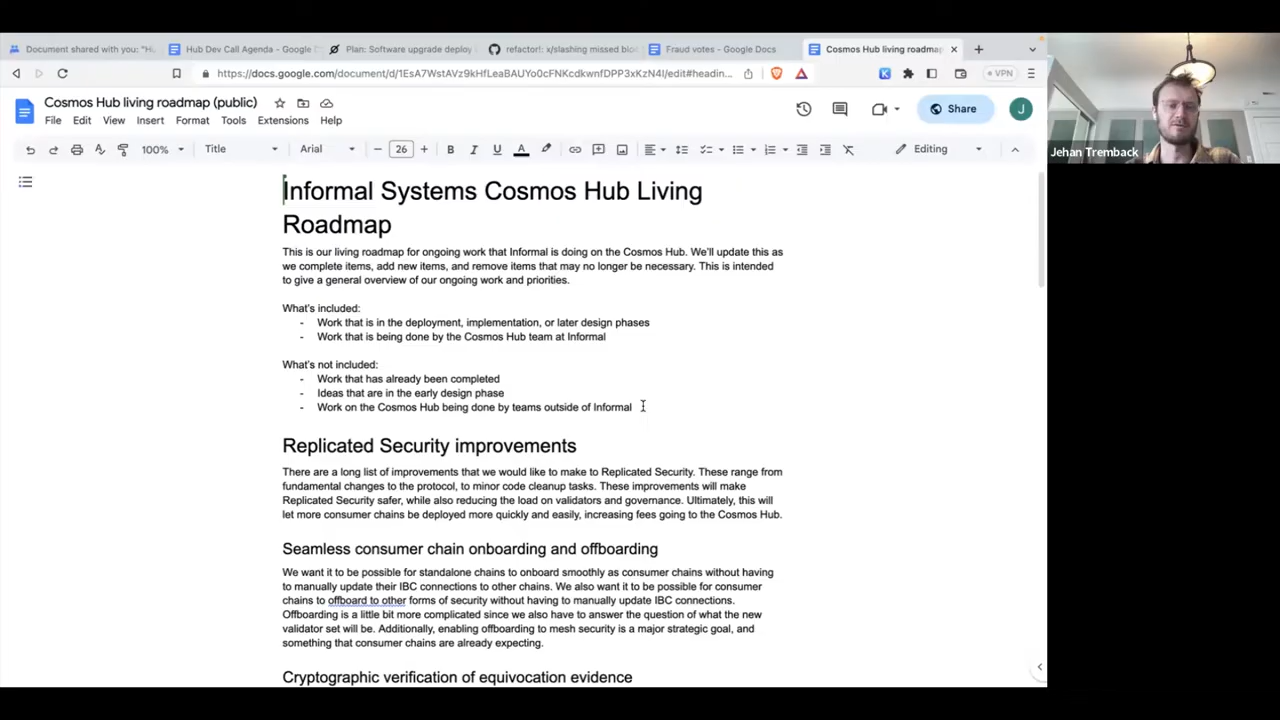 Document shared with you: "Hu
Hub Dev Call Agenda - Google D
Plan: Software upgrade deploy i
refactor!: x/slashing missed bloc
Fraud votes - Google Docs
Cosmos Hub living roadmap
https://docs.google.com/document/d/1EsA7WstAVz9kHfLeaBAUYo0cFNKcdkwnfDPP3xKzN4I/edit#headin...
VPN
Cosmos Hub living roadmap (public)
File Edit View Insert Format Tools Extensions Help
Share
J
100% Title Arial 26 B I U A Editing
Jehan Tremback
Informal Systems Cosmos Hub Living
Roadmap
This is our living roadmap for ongoing work that Informal is doing on the Cosmos Hub. We'll update this as
we complete items, add new items, and remove items that may no longer be necessary. This is intended
to give a general overview of our ongoing work and priorities.
What's included:
- Work that is in the deployment, implementation, or later design phases
- Work that is being done by the Cosmos Hub team at Informal
What's not included:
- Work that has already been completed
- Ideas that are in the early design phase
- Work on the Cosmos Hub being done by teams outside of Informal
Replicated Security improvements
There are a long list of improvements that we would like to make to Replicated Security. These range from
fundamental changes to the protocol, to minor code cleanup tasks. These improvements will make
Replicated Security safer, while also reducing the load on validators and governance. Ultimately, this will
let more consumer chains be deployed more quickly and easily, increasing fees going to the Cosmos Hub.
Seamless consumer chain onboarding and offboarding
We want it to be possible for standalone chains to onboard smoothly as consumer chains without having
to manually update their IBC connections to other chains. We also want it to be possible for consumer
chains to offboard to other forms of security without having to manually update IBC connections.
Offboarding is a little bit more complicated since we also have to answer the question of what the new
validator set will be. Additionally, enabling offboarding to mesh security is a major strategic goal, and
something that consumer chains are already expecting.
Cryptographic verification of equivocation evidence